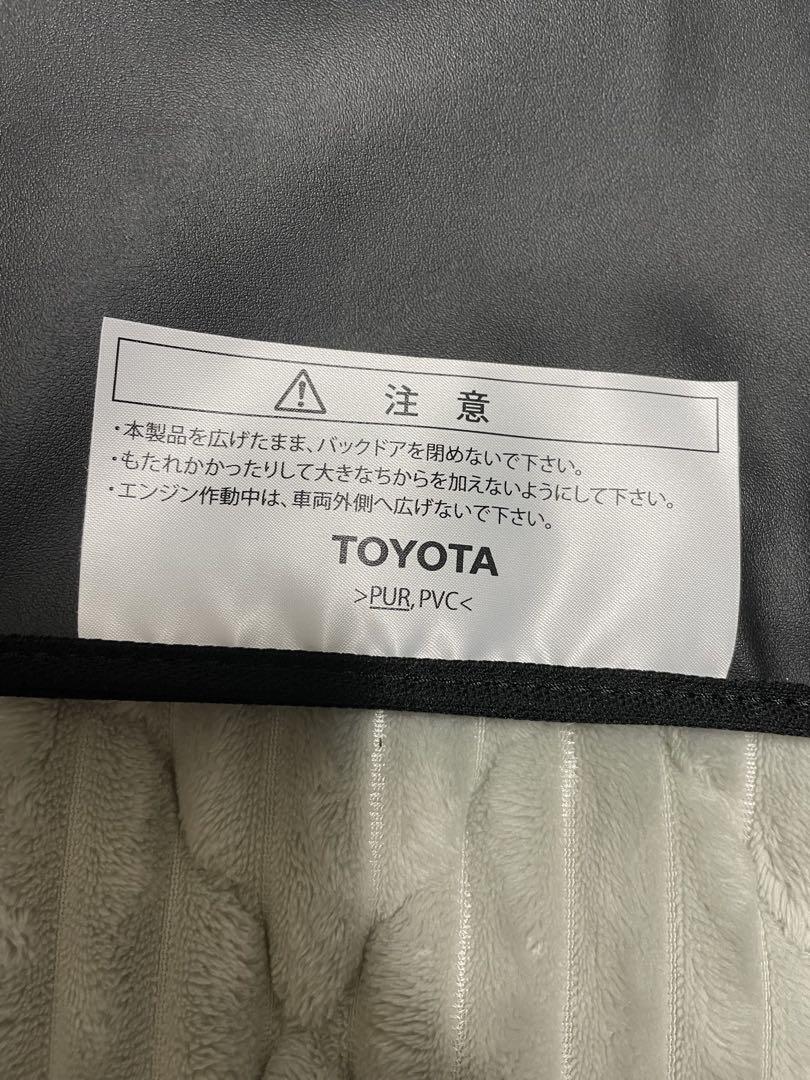 注意
・本製品を広げたまま、バックドアを閉めないで下さい。
・もたれかかったりして大きなちからを加えないようにして下さい。
・エンジン作動中は、車両外側へ広げないで下さい。
TOYOTA
>PUR,PVC<